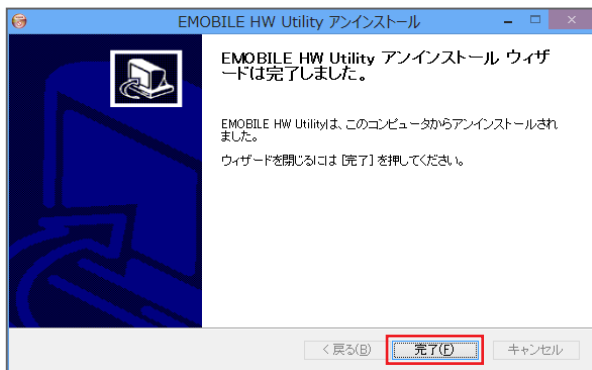 EMOBILE HW Utility アンインストール
EMOBILE HW Utility アンインストール ウィザ
ードは完了しました。
EMOBILE HW Utilityは、このコンピュータからアンインストールされ
ました。
ウィザードを閉じるには [完了] を押してください。
< 戻る(B) 完了(F) キャンセル